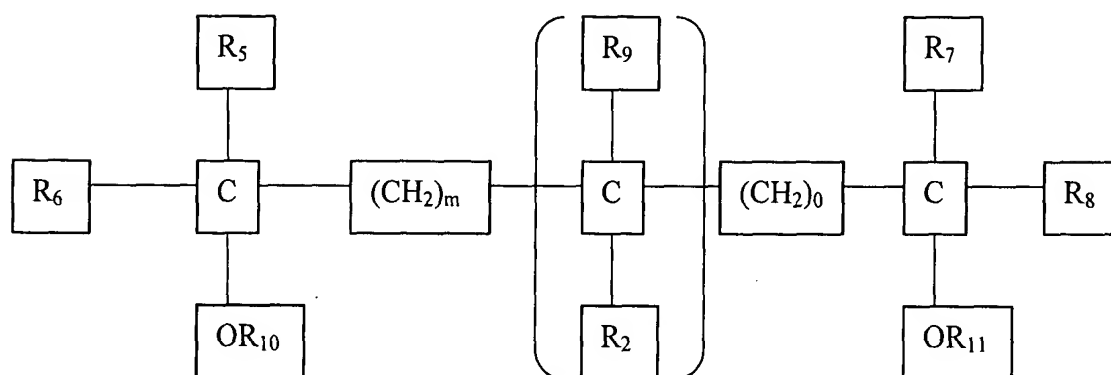 R₅ R₉ R₇
R₆ C (CH₂)ₘ C (CH₂)₀ C R₈
OR₁₀ R₂ OR₁₁